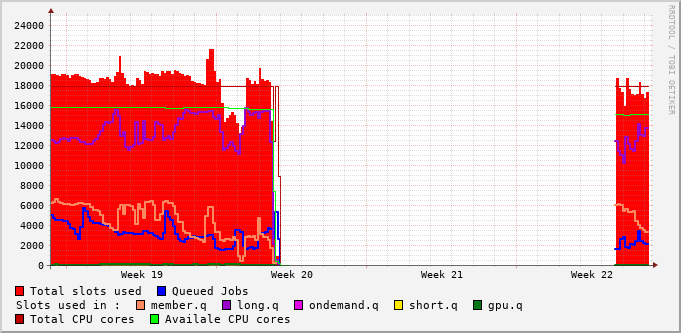 RRDTOOL / TOBI OETIKER
24000
22000
20000
18000
16000
14000
12000
10000
8000
6000
4000
2000
0
Week 19 Week 20 Week 21 Week 22
Total slots used Queued Jobs
Slots used in : member.q long.q ondemand.q short.q gpu.q
Total CPU cores Availale CPU cores